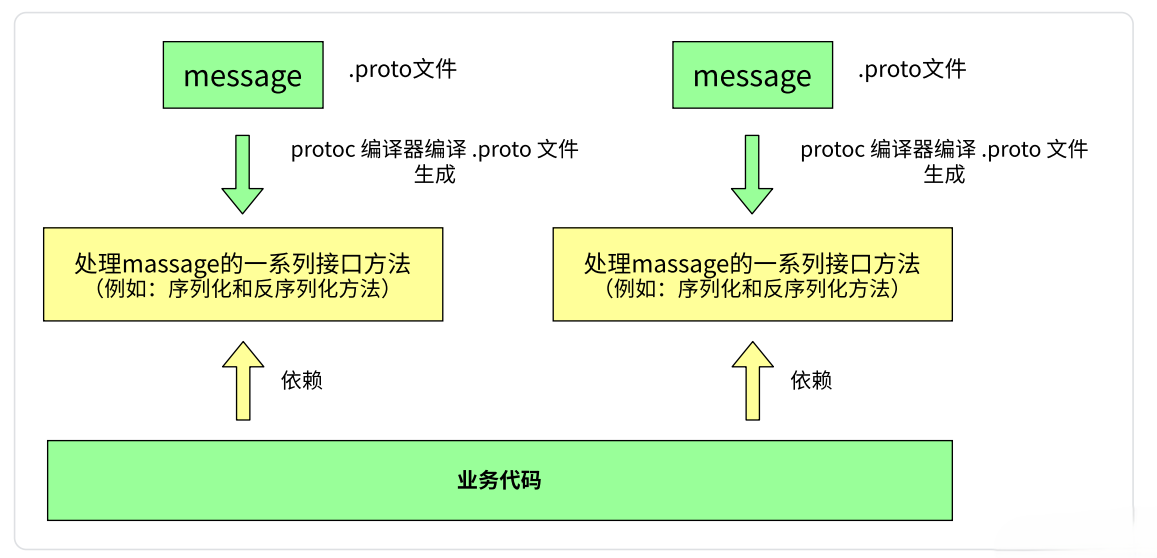 message
.proto文件
message
.proto文件
protoc 编译器编译 .proto 文件
生成
protoc 编译器编译 .proto 文件
生成
处理massage的一系列接口方法
（例如：序列化和反序列化方法）
处理massage的一系列接口方法
（例如：序列化和反序列化方法）
依赖
依赖
业务代码